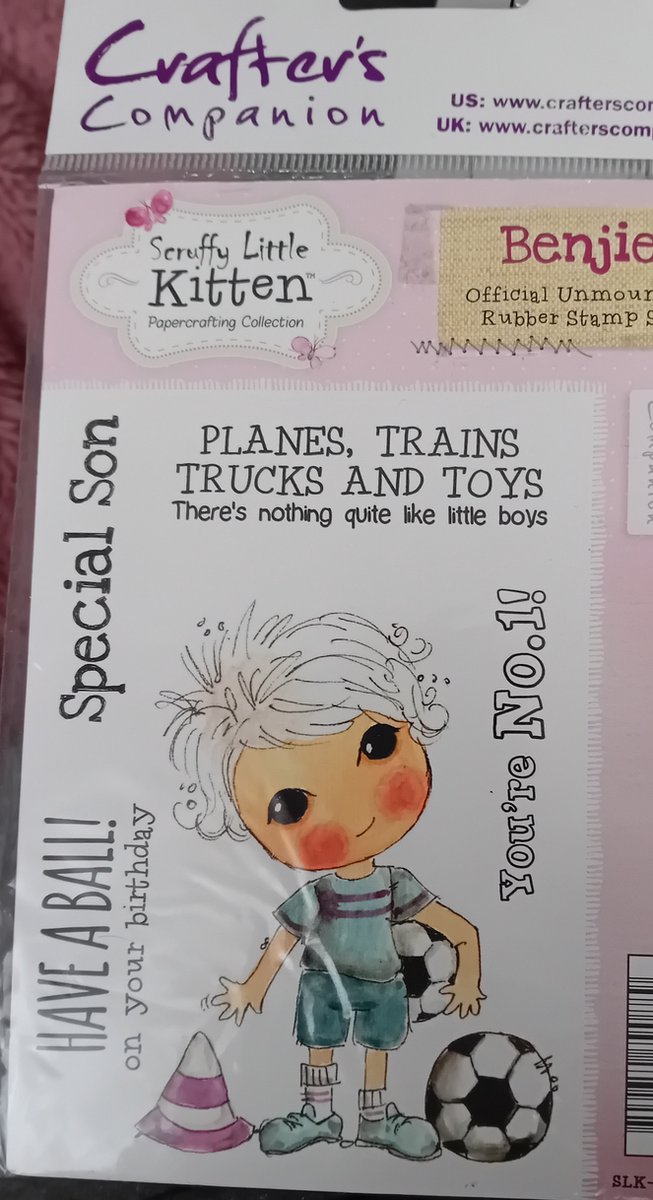 Crafter's
Companion
US: www.crafterscom
UK: www.crafterscomp
Scruffy Little
Kitten™
Papercrafting Collection
Benjie
Official Unmoun
Rubber Stamp S
Special Son
PLANES, TRAINS
TRUCKS AND TOYS
There's nothing quite like little boys
You're No.1!
HAVE A BALL!
on your birthday
SLK-